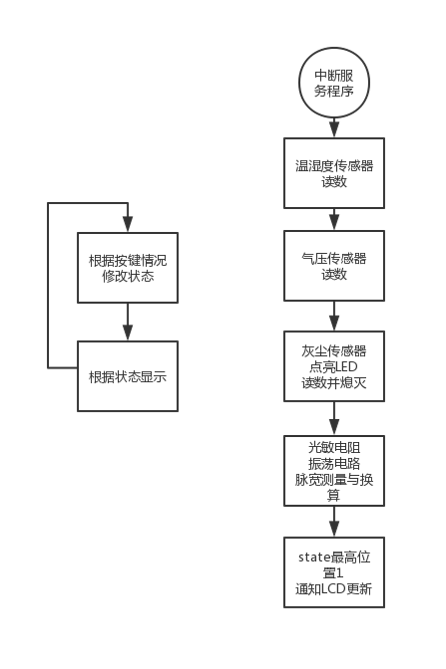 根据按键情况
修改状态
根据状态显示
中断服
务程序
温湿度传感器
读数
气压传感器
读数
灰尘传感器
点亮LED
读数并熄灭
光敏电阻
振荡电路
脉宽测量与换
算
state最高位
置1
通知LCD更新